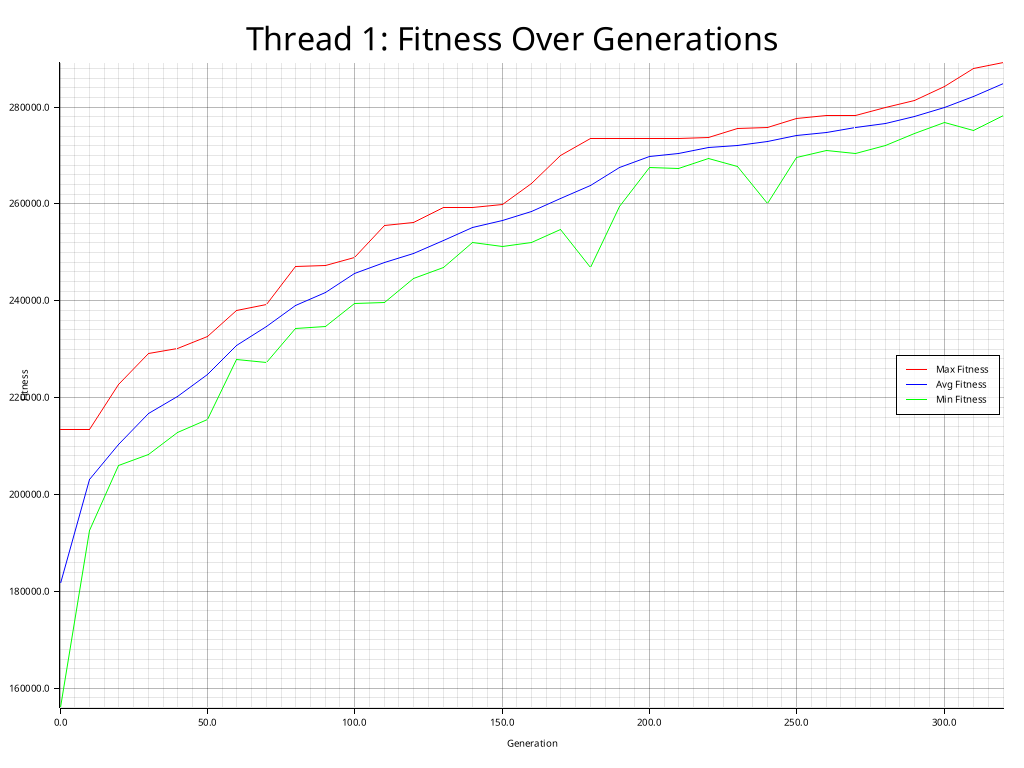 Thread 1: Fitness Over Generations
280000.0
260000.0
240000.0
220000.0
200000.0
180000.0
160000.0
Fitness
0.0 50.0 100.0 150.0 200.0 250.0 300.0
Generation
Max Fitness
Avg Fitness
Min Fitness